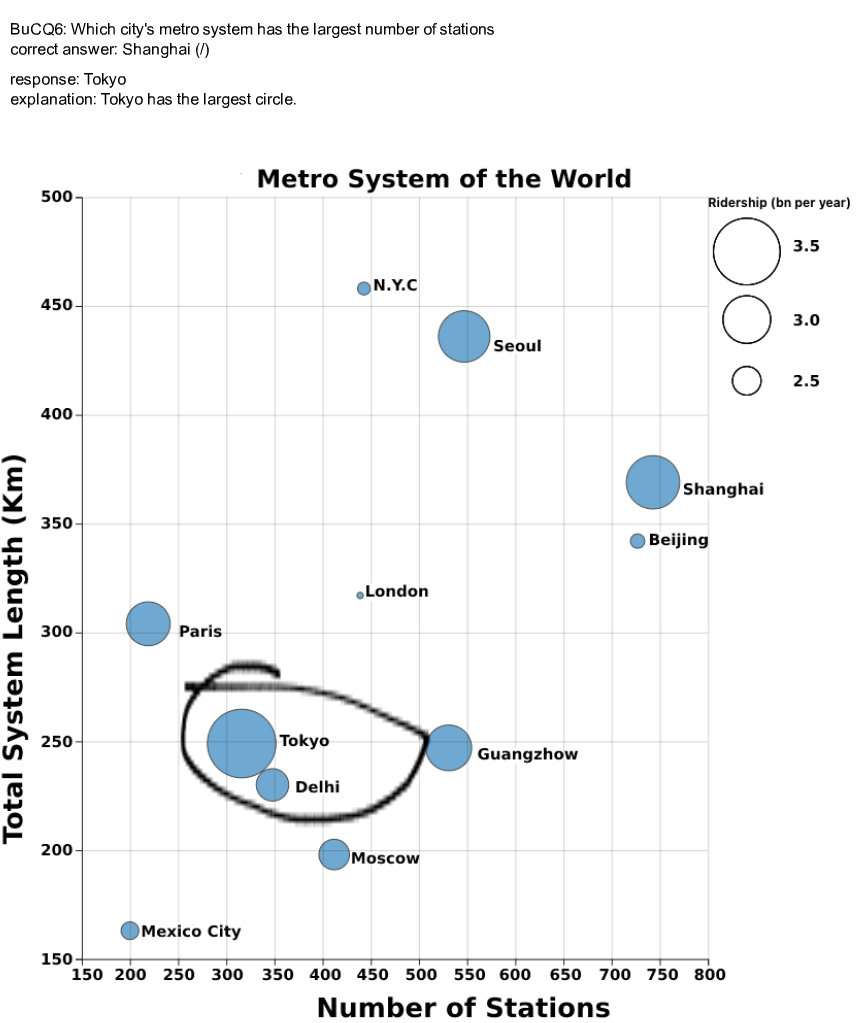 BuCQ6: Which city's metro system has the largest number of stations
correct answer: Shanghai (/)
response: Tokyo
explanation: Tokyo has the largest circle.
Metro System of the World
Ridership (bn per year)
3.5
3.0
2.5
500
450
400
350
300
250
200
150
Total System Length (Km)
N.Y.C
Seoul
Shanghai
Beijing
London
Paris
Tokyo
Guangzhow
Delhi
Moscow
Mexico City
150 200 250 300 350 400 450 500 550 600 650 700 750 800
Number of Stations